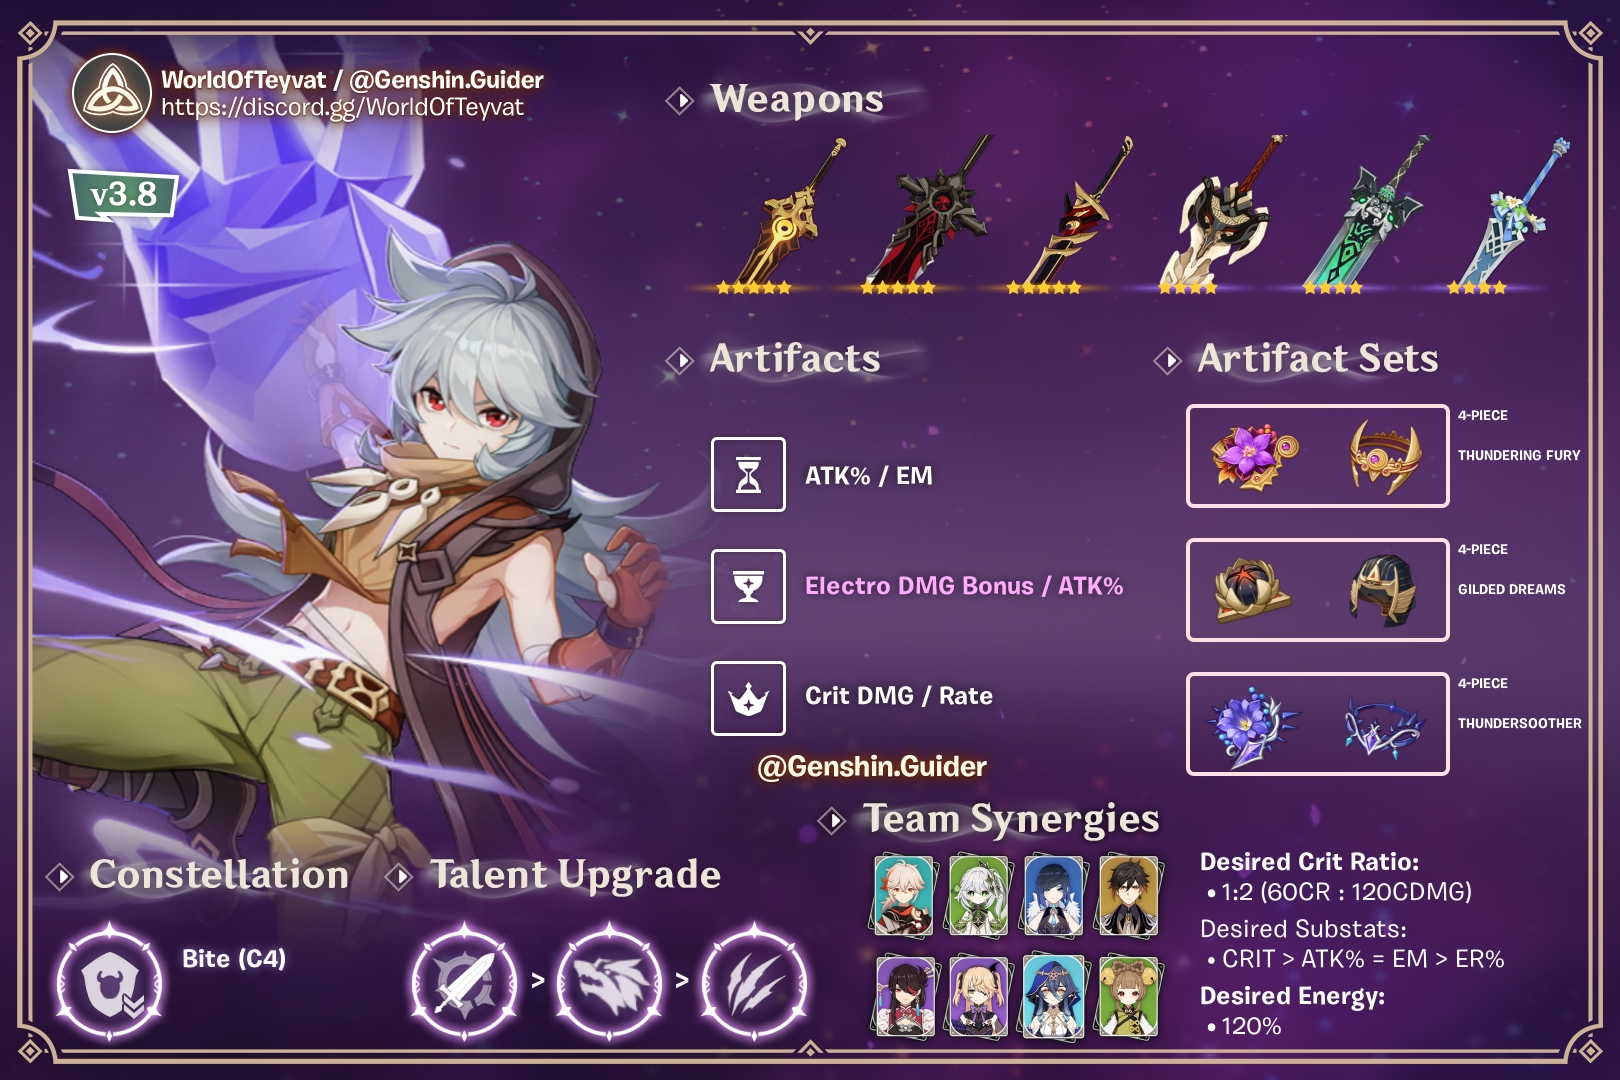 WorldOfTeyvat / @Genshin.Guider
https://discord.gg/WorldOfTeyvat
v3.8
Weapons
Artifacts
ATK% / EM
Electro DMG Bonus / ATK%
Crit DMG / Rate
@Genshin.Guider
Artifact Sets
4-PIECE
THUNDERING FURY
4-PIECE
GILDED DREAMS
4-PIECE
THUNDERSOOTHER
Constellation
Bite (C4)
Talent Upgrade
> >
Team Synergies
Desired Crit Ratio:
• 1:2 (60CR : 120CDMG)
Desired Substats:
• CRIT > ATK% = EM > ER%
Desired Energy:
• 120%